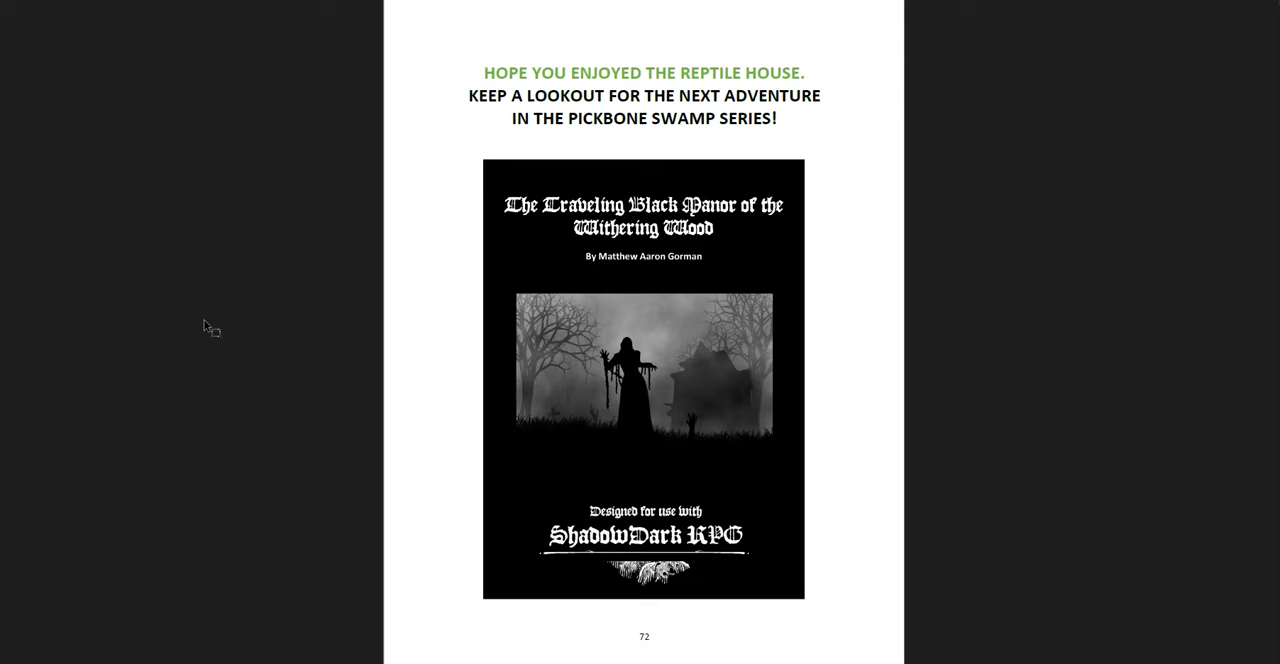 HOPE YOU ENJOYED THE REPTILE HOUSE.
KEEP A LOOKOUT FOR THE NEXT ADVENTURE
IN THE PICKBONE SWAMP SERIES!
The Traveling Black Manor of the
Withering Wood
By Matthew Aaron Gorman
Designed for use with
ShadowDark RPG
72